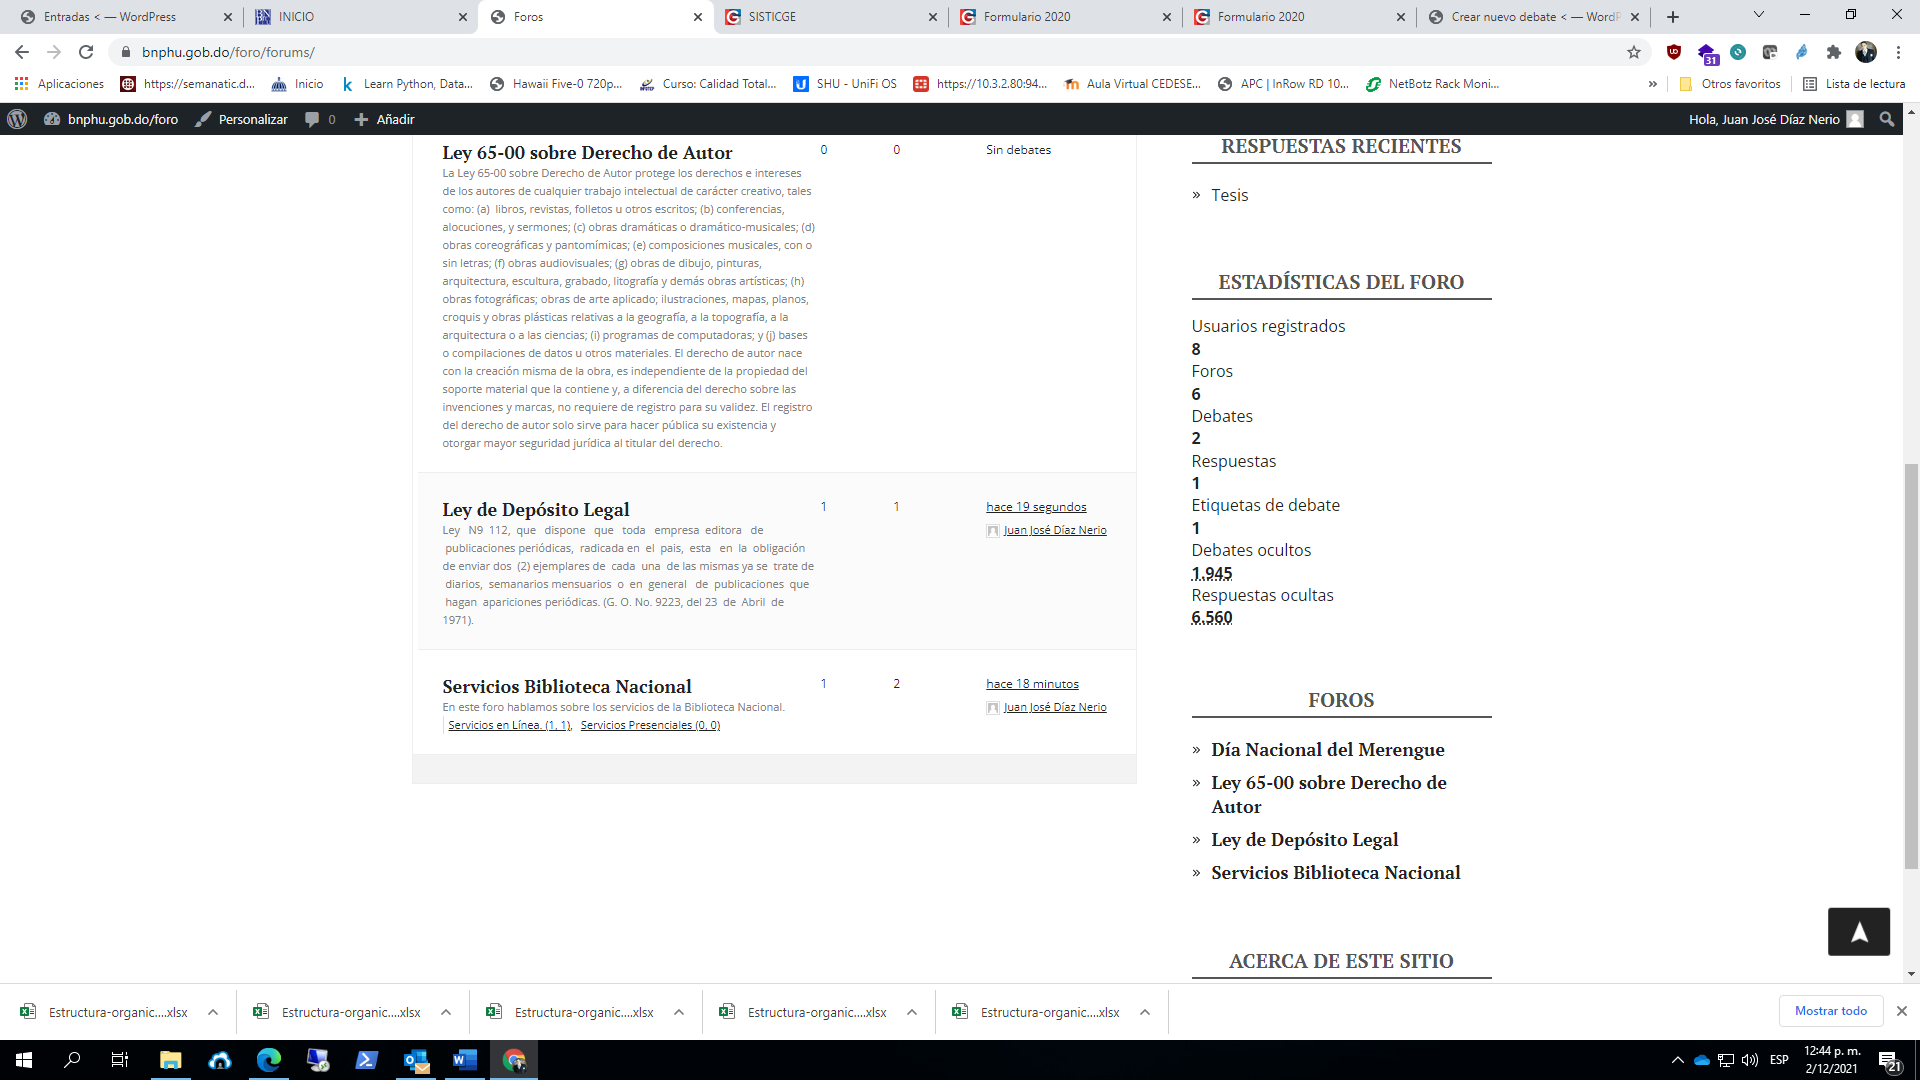 Entradas < — WordPress
INICIO
Foros
SISTICGE
Formulario 2020
Formulario 2020
Crear nuevo debate < — WordP
bnphu.gob.do/foro/forums/
31
Aplicaciones
https://semanatic.d...
Inicio
Learn Python, Data...
Hawaii Five-0 720p...
Curso: Calidad Total...
SHU - UniFi OS
https://10.3.2.80:94...
Aula Virtual CEDESE...
APC | InRow RD 10...
NetBotz Rack Moni...
»
Otros favoritos
Lista de lectura
bnphu.gob.do/foro
Personalizar
0
Añadir
Hola, Juan José Díaz Nerio
Ley 65-00 sobre Derecho de Autor
0
0
Sin debates
La Ley 65-00 sobre Derecho de Autor protege los derechos e intereses
de los autores de cualquier trabajo intelectual de carácter creativo, tales
como: (a) libros, revistas, folletos u otros escritos; (b) conferencias,
alocuciones, y sermones; (c) obras dramáticas o dramático-musicales; (d)
obras coreográficas y pantomímicas; (e) composiciones musicales, con o
sin letras; (f) obras audiovisuales; (g) obras de dibujo, pinturas,
arquitectura, escultura, grabado, litografía y demás obras artísticas; (h)
obras fotográficas; obras de arte aplicado; ilustraciones, mapas, planos,
croquis y obras plásticas relativas a la geografía, a la topografía, a la
arquitectura o a las ciencias; (i) programas de computadoras; y (j) bases
o compilaciones de datos u otros materiales. El derecho de autor nace
con la creación misma de la obra, es independiente de la propiedad del
soporte material que la contiene y, a diferencia del derecho sobre las
invenciones y marcas, no requiere de registro para su validez. El registro
del derecho de autor solo sirve para hacer pública su existencia y
otorgar mayor seguridad jurídica al titular del derecho.
Ley de Depósito Legal
1
1
hace 19 segundos
Juan José Díaz Nerio
Ley N9 112, que dispone que toda empresa editora de
publicaciones periódicas, radicada en el pais, esta en la obligación
de enviar dos (2) ejemplares de cada una de las mismas ya se trate de
diarios, semanarios mensuarios o en general de publicaciones que
hagan apariciones periódicas. (G. O. No. 9223, del 23 de Abril de
1971).
Servicios Biblioteca Nacional
1
2
hace 18 minutos
Juan José Díaz Nerio
En este foro hablamos sobre los servicios de la Biblioteca Nacional.
Servicios en Línea. (1, 1), Servicios Presenciales (0, 0)
RESPUESTAS RECIENTES
» Tesis
ESTADÍSTICAS DEL FORO
Usuarios registrados
8
Foros
6
Debates
2
Respuestas
1
Etiquetas de debate
1
Debates ocultos
1.945
Respuestas ocultas
6.560
FOROS
» Día Nacional del Merengue
» Ley 65-00 sobre Derecho de
Autor
» Ley de Depósito Legal
» Servicios Biblioteca Nacional
ACERCA DE ESTE SITIO
Estructura-organic....xlsx
Estructura-organic....xlsx
Estructura-organic....xlsx
Estructura-organic....xlsx
Estructura-organic....xlsx
Mostrar todo
ESP
12:44 p. m.
2/12/2021
21